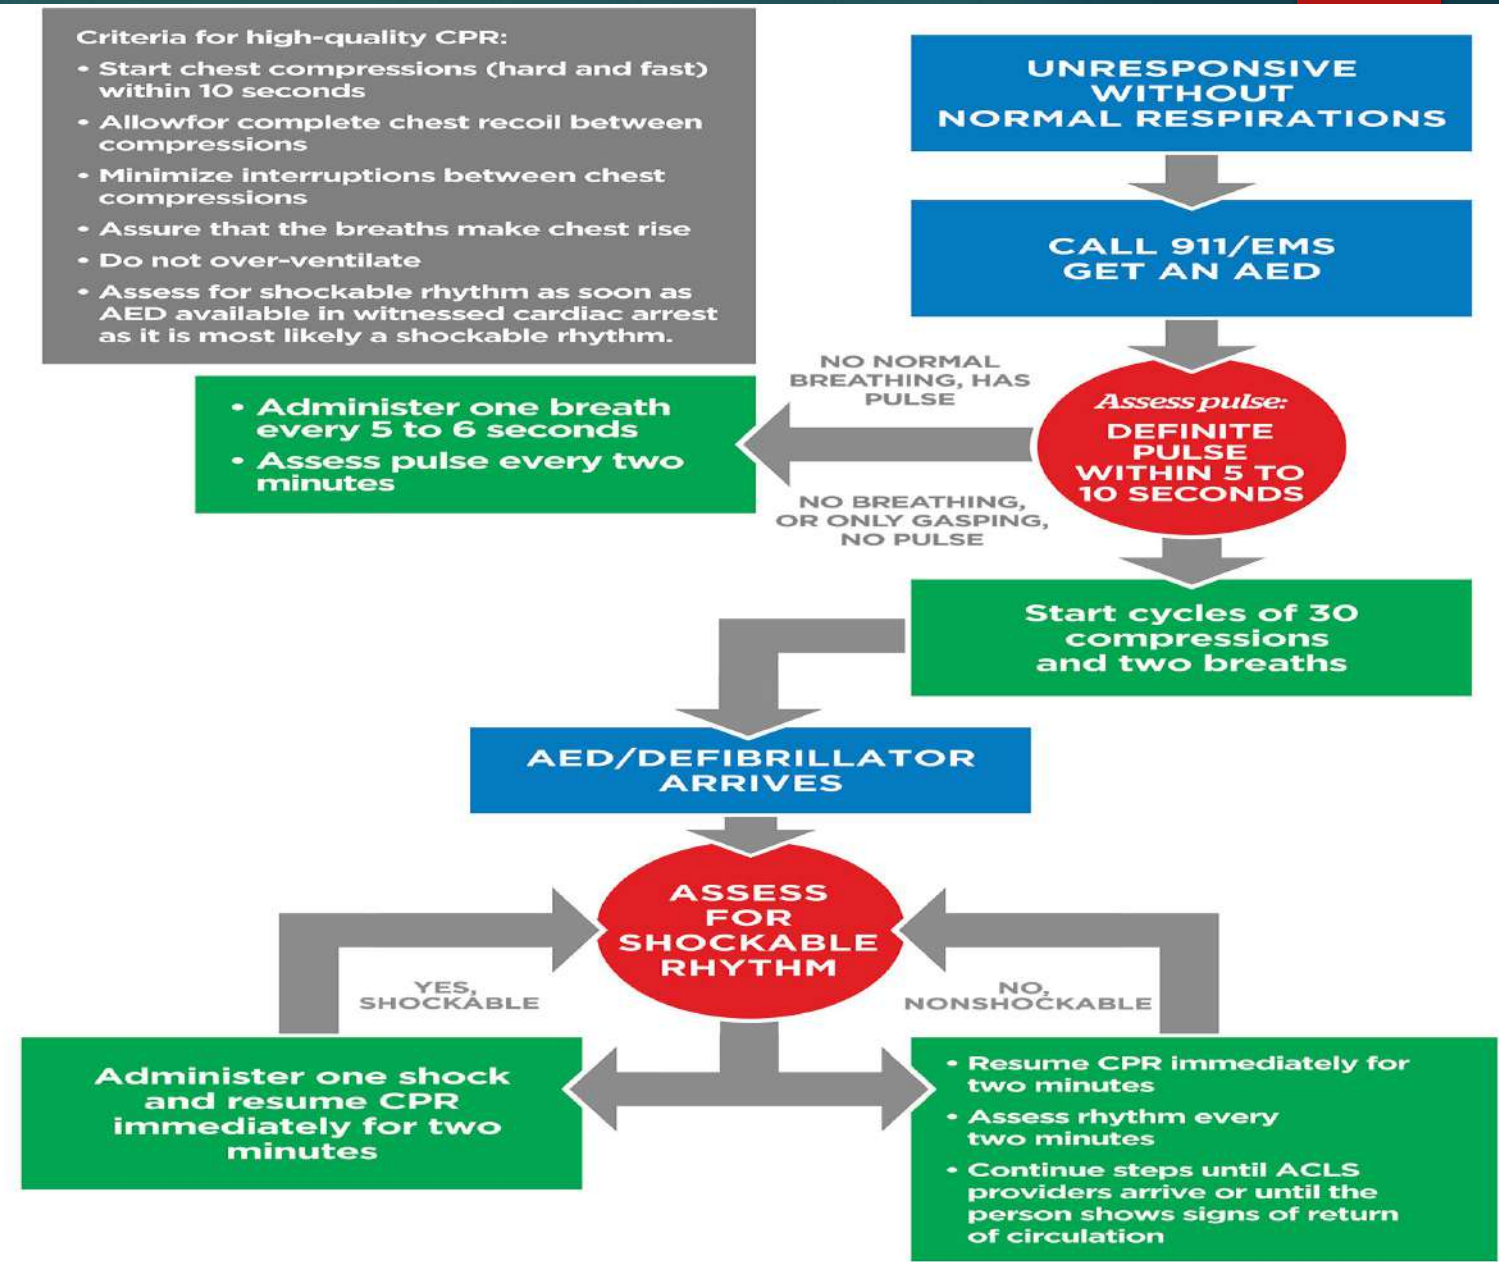 Criteria for high-quality CPR:
• Start chest compressions (hard and fast)
within 10 seconds
• Allowfor complete chest recoil between
compressions
• Minimize interruptions between chest
compressions
• Assure that the breaths make chest rise
• Do not over-ventilate
• Assess for shockable rhythm as soon as
AED available in witnessed cardiac arrest
as it is most likely a shockable rhythm.
UNRESPONSIVE
WITHOUT
NORMAL RESPIRATIONS
CALL 911/EMS
GET AN AED
Assess pulse:
DEFINITE
PULSE
WITHIN 5 TO
10 SECONDS
NO NORMAL
BREATHING, HAS
PULSE
• Administer one breath
every 5 to 6 seconds
• Assess pulse every two
minutes
NO BREATHING,
OR ONLY GASPING,
NO PULSE
Start cycles of 30
compressions
and two breaths
AED/DEFIBRILLATOR
ARRIVES
ASSESS
FOR
SHOCKABLE
RHYTHM
YES,
SHOCKABLE
NO,
NONSHOCKABLE
Administer one shock
and resume CPR
immediately for two
minutes
• Resume CPR immediately for
two minutes
• Assess rhythm every
two minutes
• Continue steps until ACLS
providers arrive or until the
person shows signs of return
of circulation